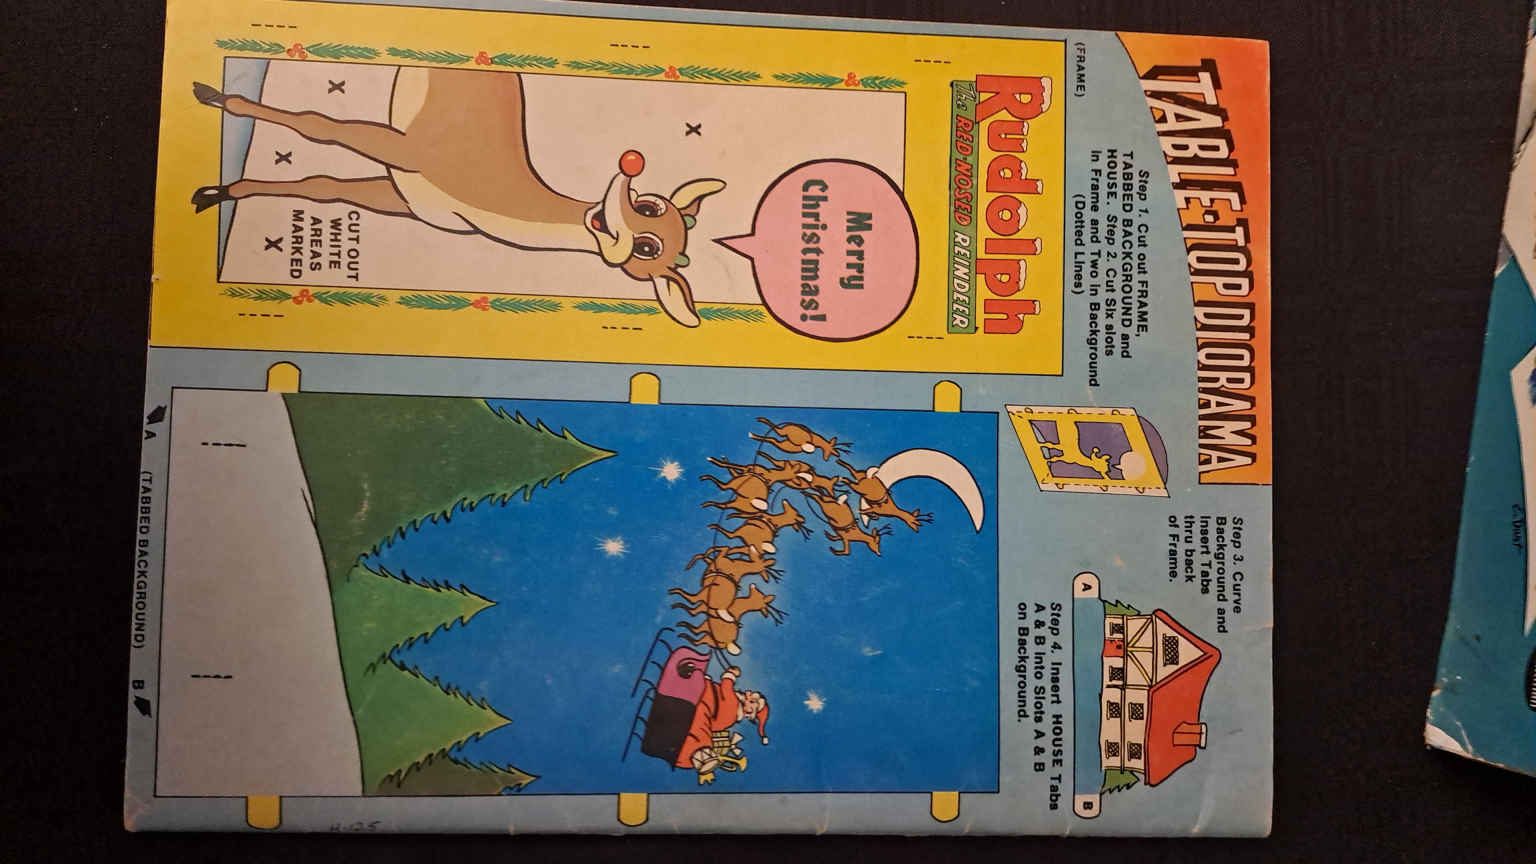 TABLE-TOP DIORAMA
(FRAME)
Step 1. Cut out FRAME,
TABBED BACKGROUND and
HOUSE. Step 2. Cut Six slots
in Frame and Two in Background
(Dotted Lines)
Rudolph
The RED-NOSED REINDEER
Merry
Christmas!
X
X
X
X
CUT OUT
WHITE
AREAS
MARKED
Step 3. Curve
Background and
Insert Tabs
thru back
of Frame.
A
B
Step 4. Insert HOUSE Tabs
A & B into Slots A & B
on Background.
A
(TABBED BACKGROUND)
B